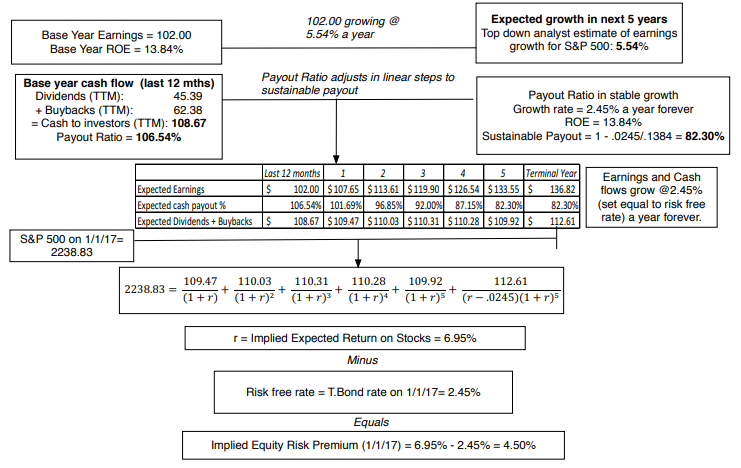 Base Year Earnings = 102.00
Base Year ROE = 13.84%
102.00 growing @
5.54% a year
Expected growth in next 5 years
Top down analyst estimate of earnings
growth for S&P 500: 5.54%
Base year cash flow (last 12 mths)
Dividends (TTM): 45.39
+ Buybacks (TTM): 62.38
= Cash to investors (TTM): 108.67
Payout Ratio = 106.54%
Payout Ratio adjusts in linear steps to
sustainable payout
Payout Ratio in stable growth
Growth rate = 2.45% a year forever
ROE = 13.84%
Sustainable Payout = 1 - .0245/.1384 = 82.30%
Last 12 months 1 2 3 4 5 Terminal Year
Expected Earnings $ 102.00 $107.65 $113.61 $119.90 $126.54 $133.55 $ 136.82
Expected cash payout % 106.54% 101.69% 96.85% 92.00% 87.15% 82.30% 82.30%
Expected Dividends + Buybacks $ 108.67 $109.47 $110.03 $110.31 $110.28 $109.92 $ 112.61
Earnings and Cash
flows grow @2.45%
(set equal to risk free
rate) a year forever.
S&P 500 on 1/1/17=
2238.83
2238.83 = 109.47/(1 + r) + 110.03/(1 + r)² + 110.31/(1 + r)³ + 110.28/(1 + r)⁴ + 109.92/(1 + r)⁵ + 112.61/(r − .0245)(1 + r)⁵
r = Implied Expected Return on Stocks = 6.95%
Minus
Risk free rate = T.Bond rate on 1/1/17= 2.45%
Equals
Implied Equity Risk Premium (1/1/17) = 6.95% - 2.45% = 4.50%